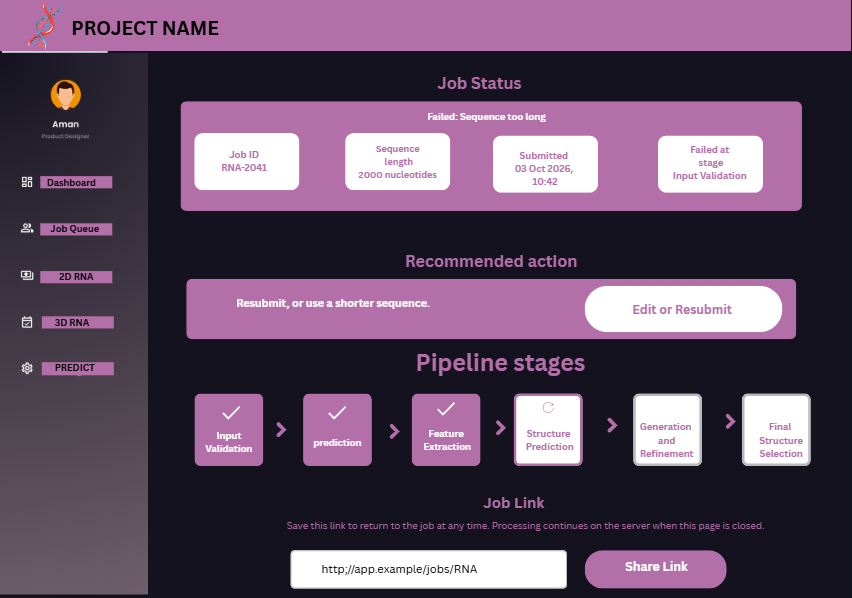 PROJECT NAME
Aman
Product Designer
Dashboard
Job Queue
2D RNA
3D RNA
PREDICT
Job Status
Failed: Sequence too long
Job ID
RNA-2041
Sequence
length
2000 nucleotides
Submitted
03 Oct 2026,
10:42
Failed at
stage
Input Validation
Recommended action
Resubmit, or use a shorter sequence.
Edit or Resubmit
Pipeline stages
Input
Validation
prediction
Feature
Extraction
Structure
Prediction
Generation
and
Refinement
Final
Structure
Selection
Job Link
Save this link to return to the job at any time. Processing continues on the server when this page is closed.
http;//app.example/jobs/RNA
Share Link